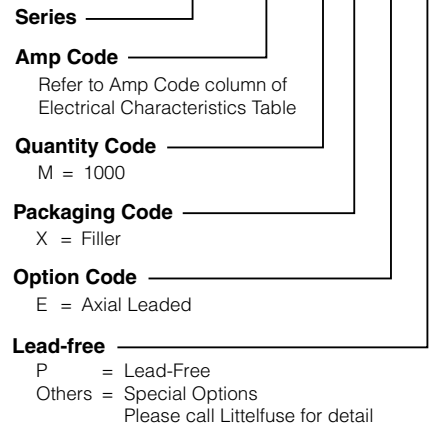 Series
Amp Code
Refer to Amp Code column of
Electrical Characteristics Table
Quantity Code
M = 1000
Packaging Code
X = Filler
Option Code
E = Axial Leaded
Lead-free
P = Lead-Free
Others = Special Options
Please call Littelfuse for detail